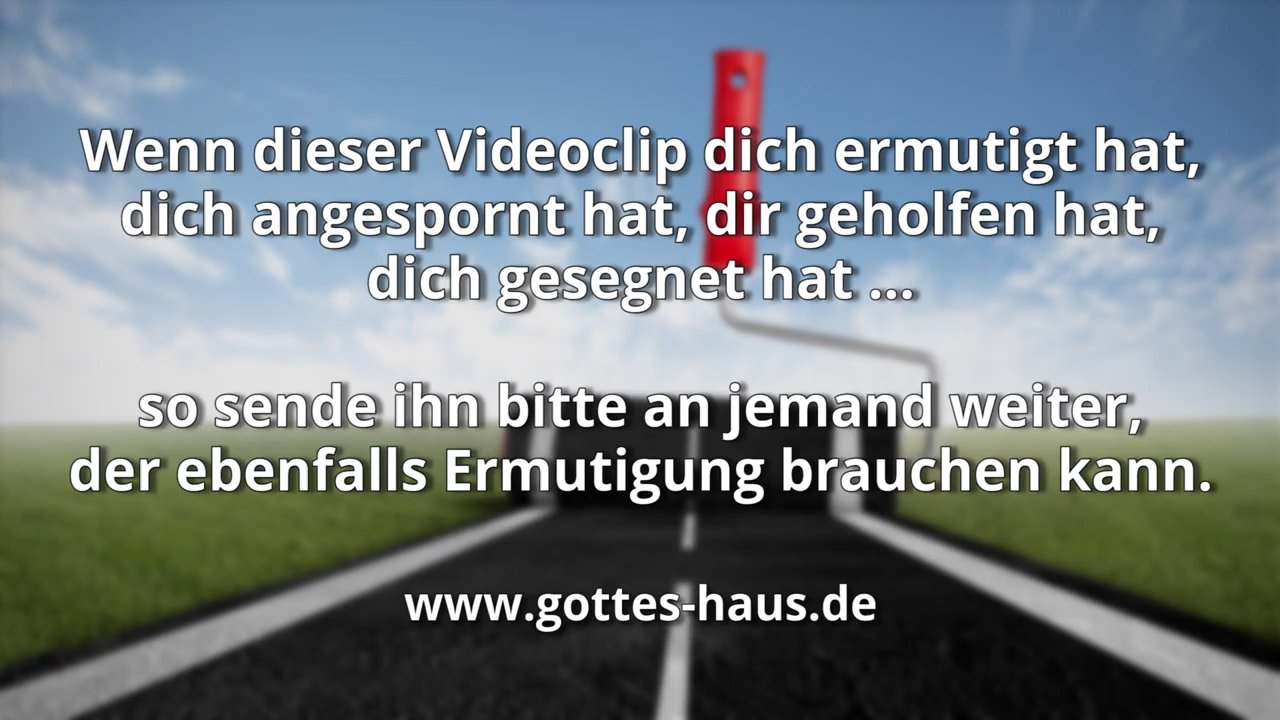 Wenn dieser Videoclip dich ermutigt hat,
dich angespornt hat, dir geholfen hat,
dich gesegnet hat ...
so sende ihn bitte an jemand weiter,
der ebenfalls Ermutigung brauchen kann.
www.gottes-haus.de